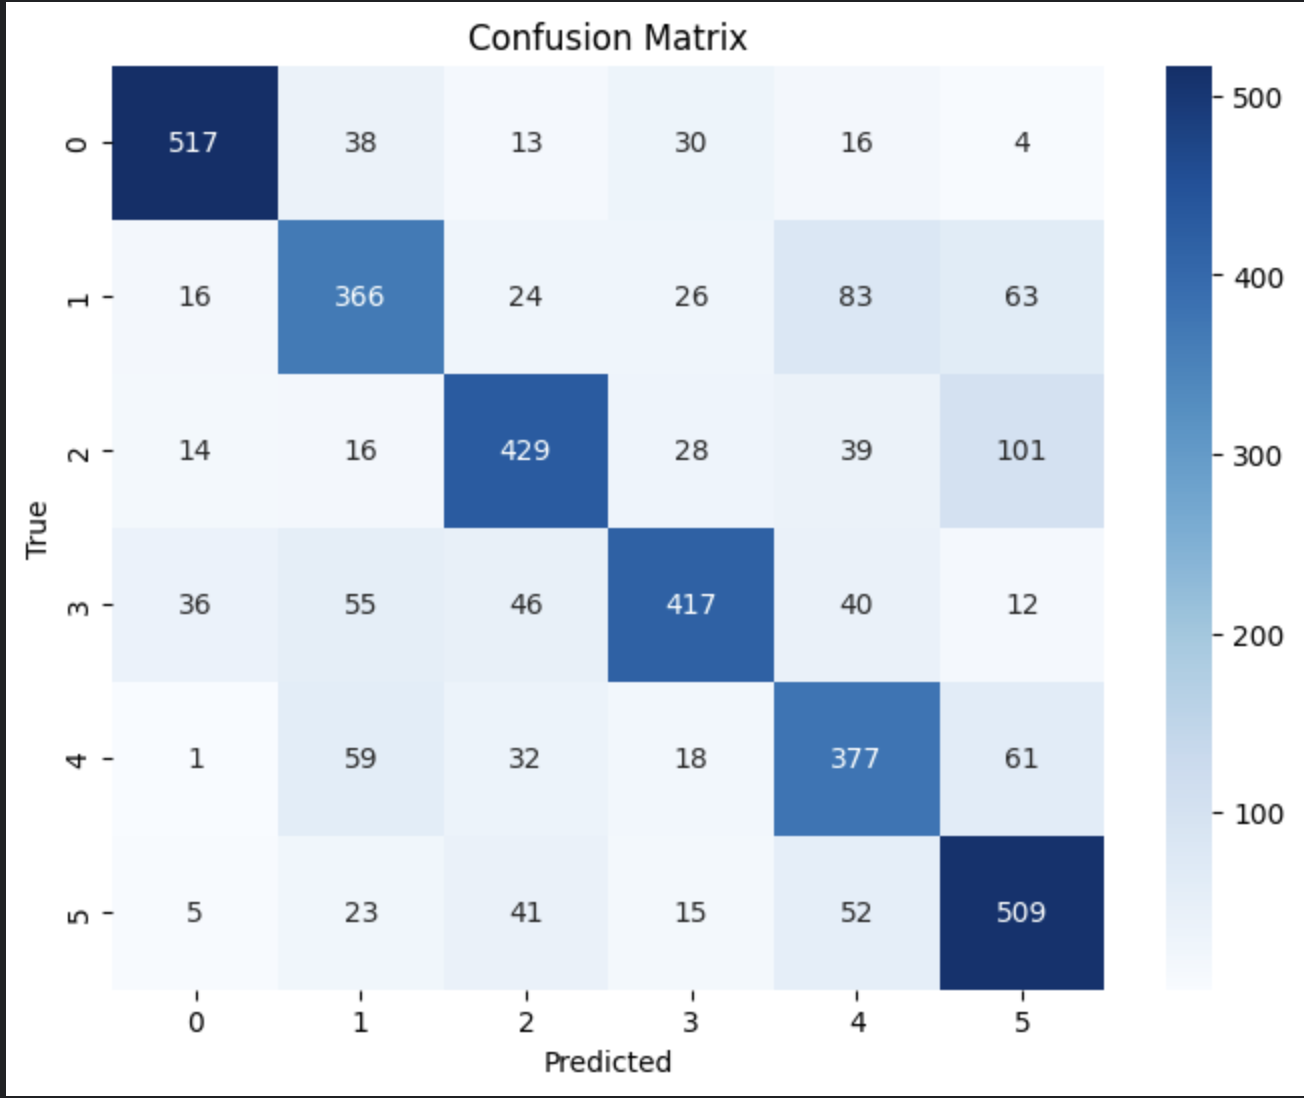 Confusion Matrix
0 517 38 13 30 16 4
1 16 366 24 26 83 63
2 14 16 429 28 39 101
3 36 55 46 417 40 12
4 1 59 32 18 377 61
5 5 23 41 15 52 509
0 1 2 3 4 5
Predicted
True
500
400
300
200
100